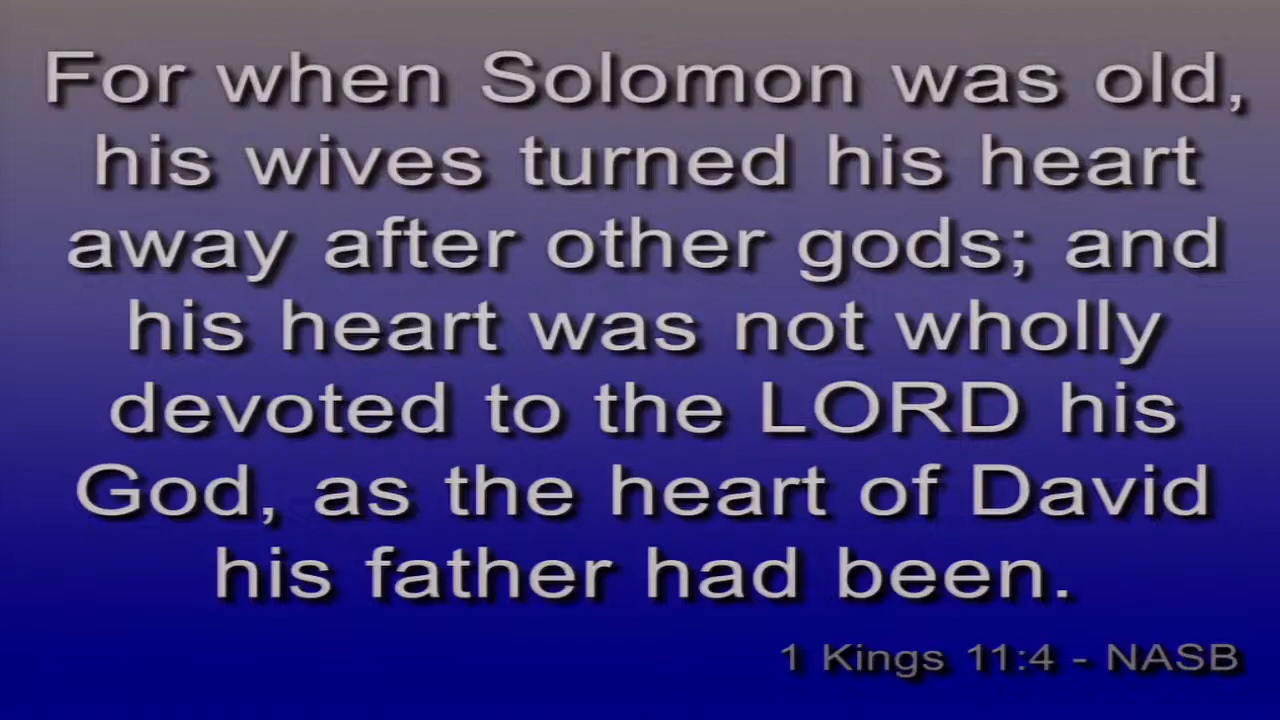 For when Solomon was old,
his wives turned his heart
away after other gods; and
his heart was not wholly
devoted to the LORD his
God, as the heart of David
his father had been.
1 Kings 11:4 - NASB